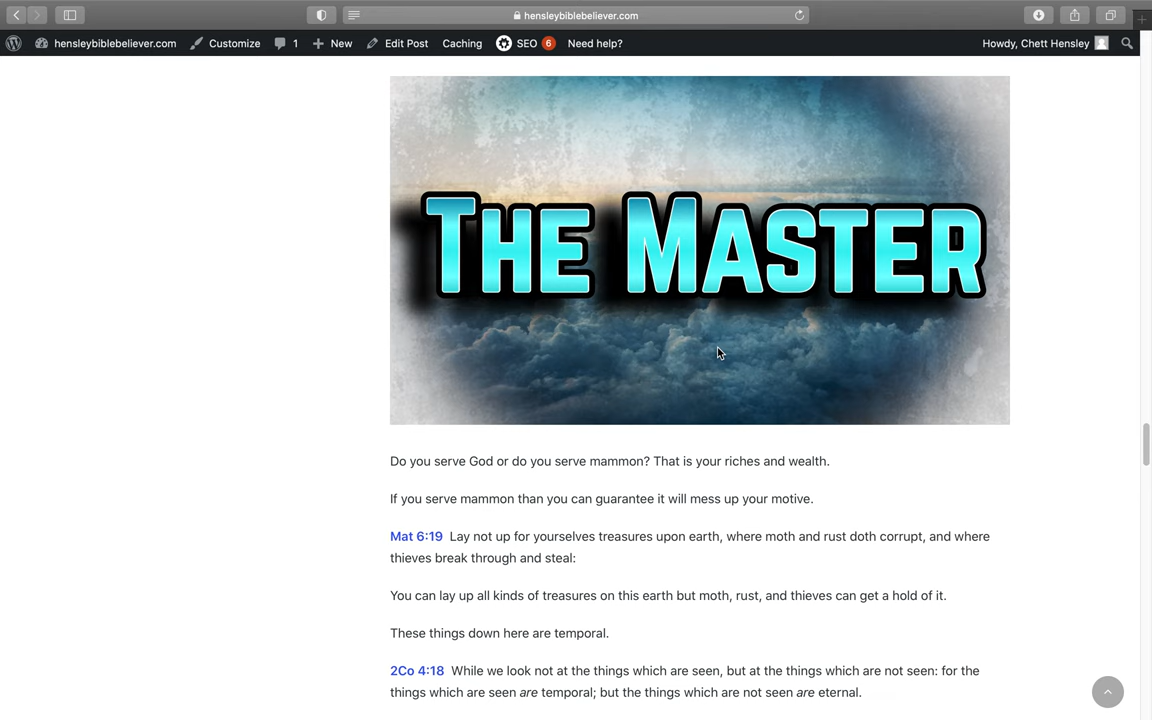 hensleybiblebeliever.com
hensleybiblebeliever.com Customize 1 New Edit Post Caching SEO 6 Need help? Howdy, Chett Hensley
The Master
Do you serve God or do you serve mammon? That is your riches and wealth.
If you serve mammon than you can guarantee it will mess up your motive.
Mat 6:19 Lay not up for yourselves treasures upon earth, where moth and rust doth corrupt, and where
thieves break through and steal:
You can lay up all kinds of treasures on this earth but moth, rust, and thieves can get a hold of it.
These things down here are temporal.
2Co 4:18 While we look not at the things which are seen, but at the things which are not seen: for the
things which are seen are temporal; but the things which are not seen are eternal.